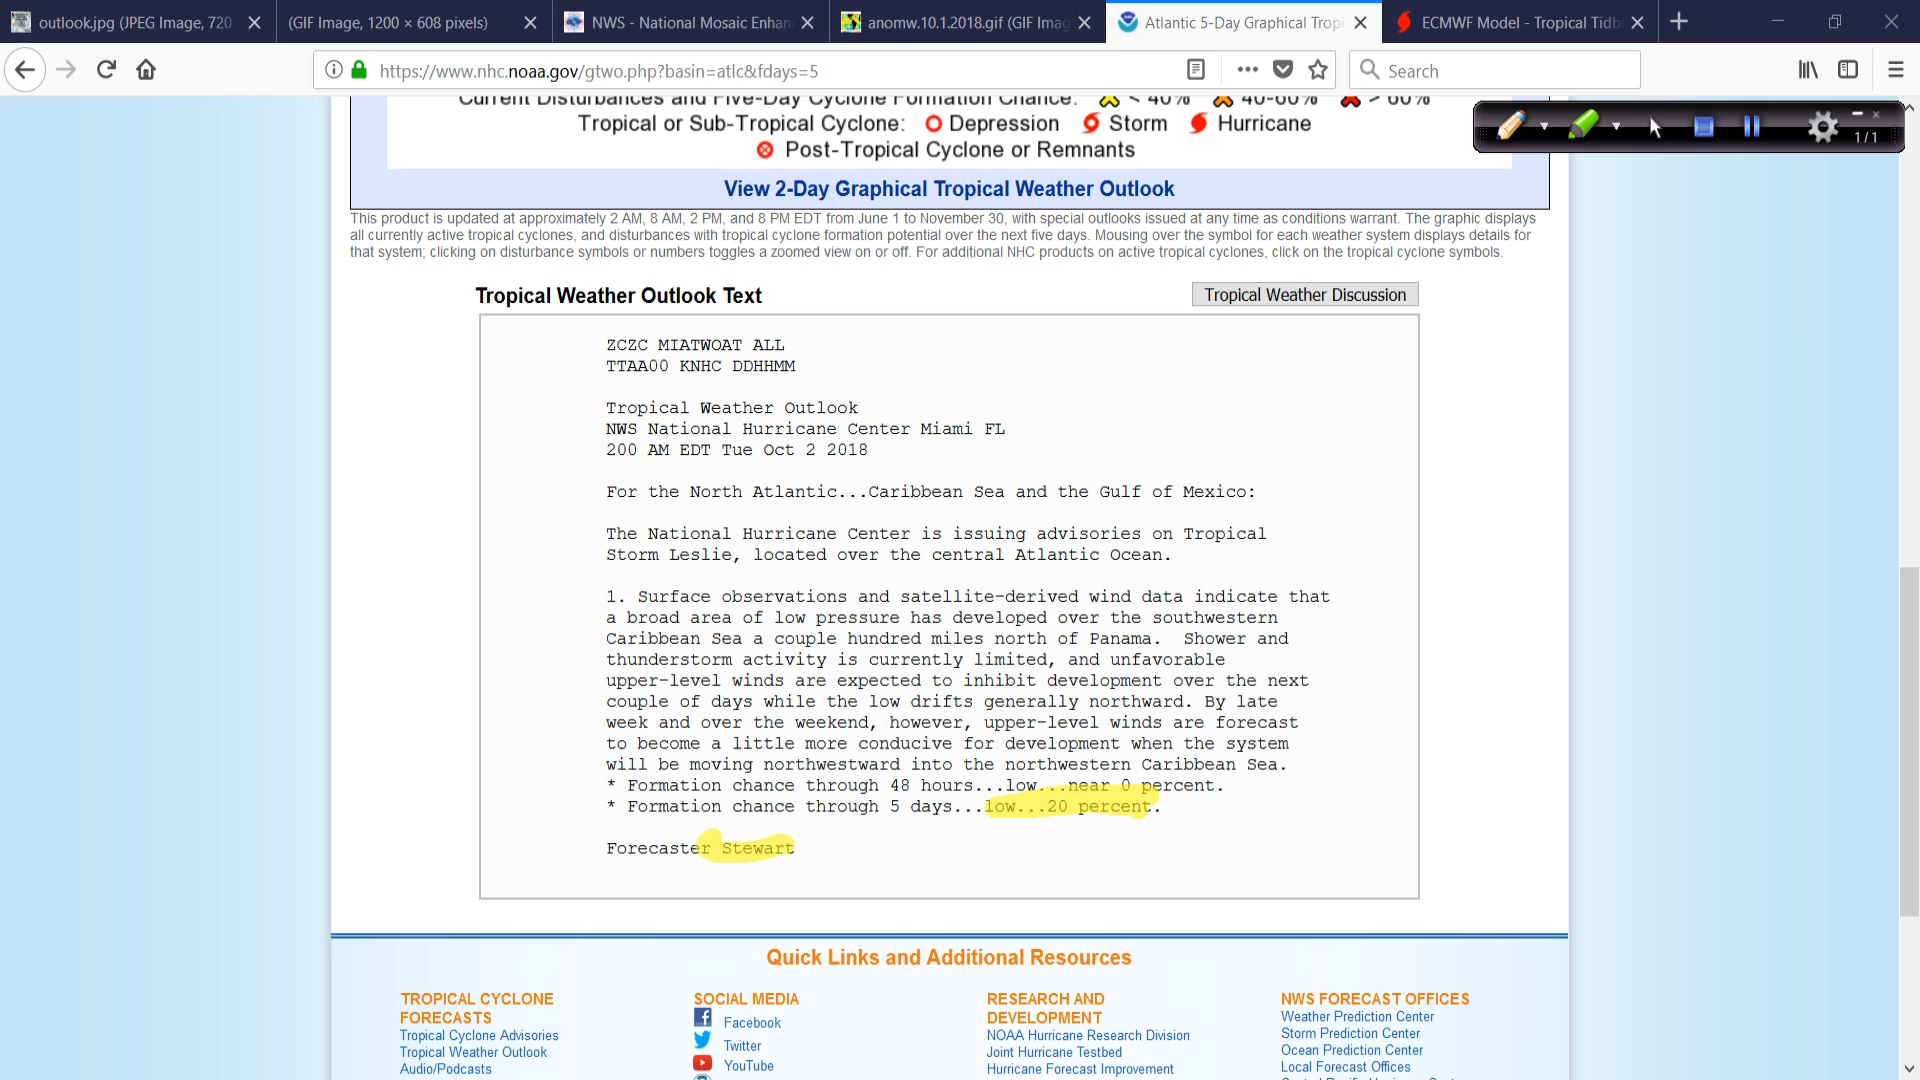 outlook.jpg (JPEG Image, 720
(GIF Image, 1200 × 608 pixels)
NWS - National Mosaic Enhan
anomw.10.1.2018.gif (GIF Imag
Atlantic 5-Day Graphical Tropi
ECMWF Model - Tropical Tidb
https://www.nhc.noaa.gov/gtwo.php?basin=atlc&fdays=5
Search
Current Disturbances and Five-Day Cyclone Formation Chance: < 40% 40-60% > 60%
Tropical or Sub-Tropical Cyclone: Depression Storm Hurricane
Post-Tropical Cyclone or Remnants
1/1
View 2-Day Graphical Tropical Weather Outlook
This product is updated at approximately 2 AM, 8 AM, 2 PM, and 8 PM EDT from June 1 to November 30, with special outlooks issued at any time as conditions warrant. The graphic displays
all currently active tropical cyclones, and disturbances with tropical cyclone formation potential over the next five days. Mousing over the symbol for each weather system displays details for
that system; clicking on disturbance symbols or numbers toggles a zoomed view on or off. For additional NHC products on active tropical cyclones, click on the tropical cyclone symbols.
Tropical Weather Outlook Text
Tropical Weather Discussion
ZCZC MIATWOAT ALL
TTAA00 KNHC DDHHMM
Tropical Weather Outlook
NWS National Hurricane Center Miami FL
200 AM EDT Tue Oct 2 2018
For the North Atlantic...Caribbean Sea and the Gulf of Mexico:
The National Hurricane Center is issuing advisories on Tropical
Storm Leslie, located over the central Atlantic Ocean.
1. Surface observations and satellite-derived wind data indicate that
a broad area of low pressure has developed over the southwestern
Caribbean Sea a couple hundred miles north of Panama.  Shower and
thunderstorm activity is currently limited, and unfavorable
upper-level winds are expected to inhibit development over the next
couple of days while the low drifts generally northward. By late
week and over the weekend, however, upper-level winds are forecast
to become a little more conducive for development when the system
will be moving northwestward into the northwestern Caribbean Sea.
* Formation chance through 48 hours...low...near 0 percent.
* Formation chance through 5 days...low...20 percent.
Forecaster Stewart
Quick Links and Additional Resources
TROPICAL CYCLONE
FORECASTS
Tropical Cyclone Advisories
Tropical Weather Outlook
Audio/Podcasts
SOCIAL MEDIA
Facebook
Twitter
YouTube
RESEARCH AND
DEVELOPMENT
NOAA Hurricane Research Division
Joint Hurricane Testbed
Hurricane Forecast Improvement
NWS FORECAST OFFICES
Weather Prediction Center
Storm Prediction Center
Ocean Prediction Center
Local Forecast Offices